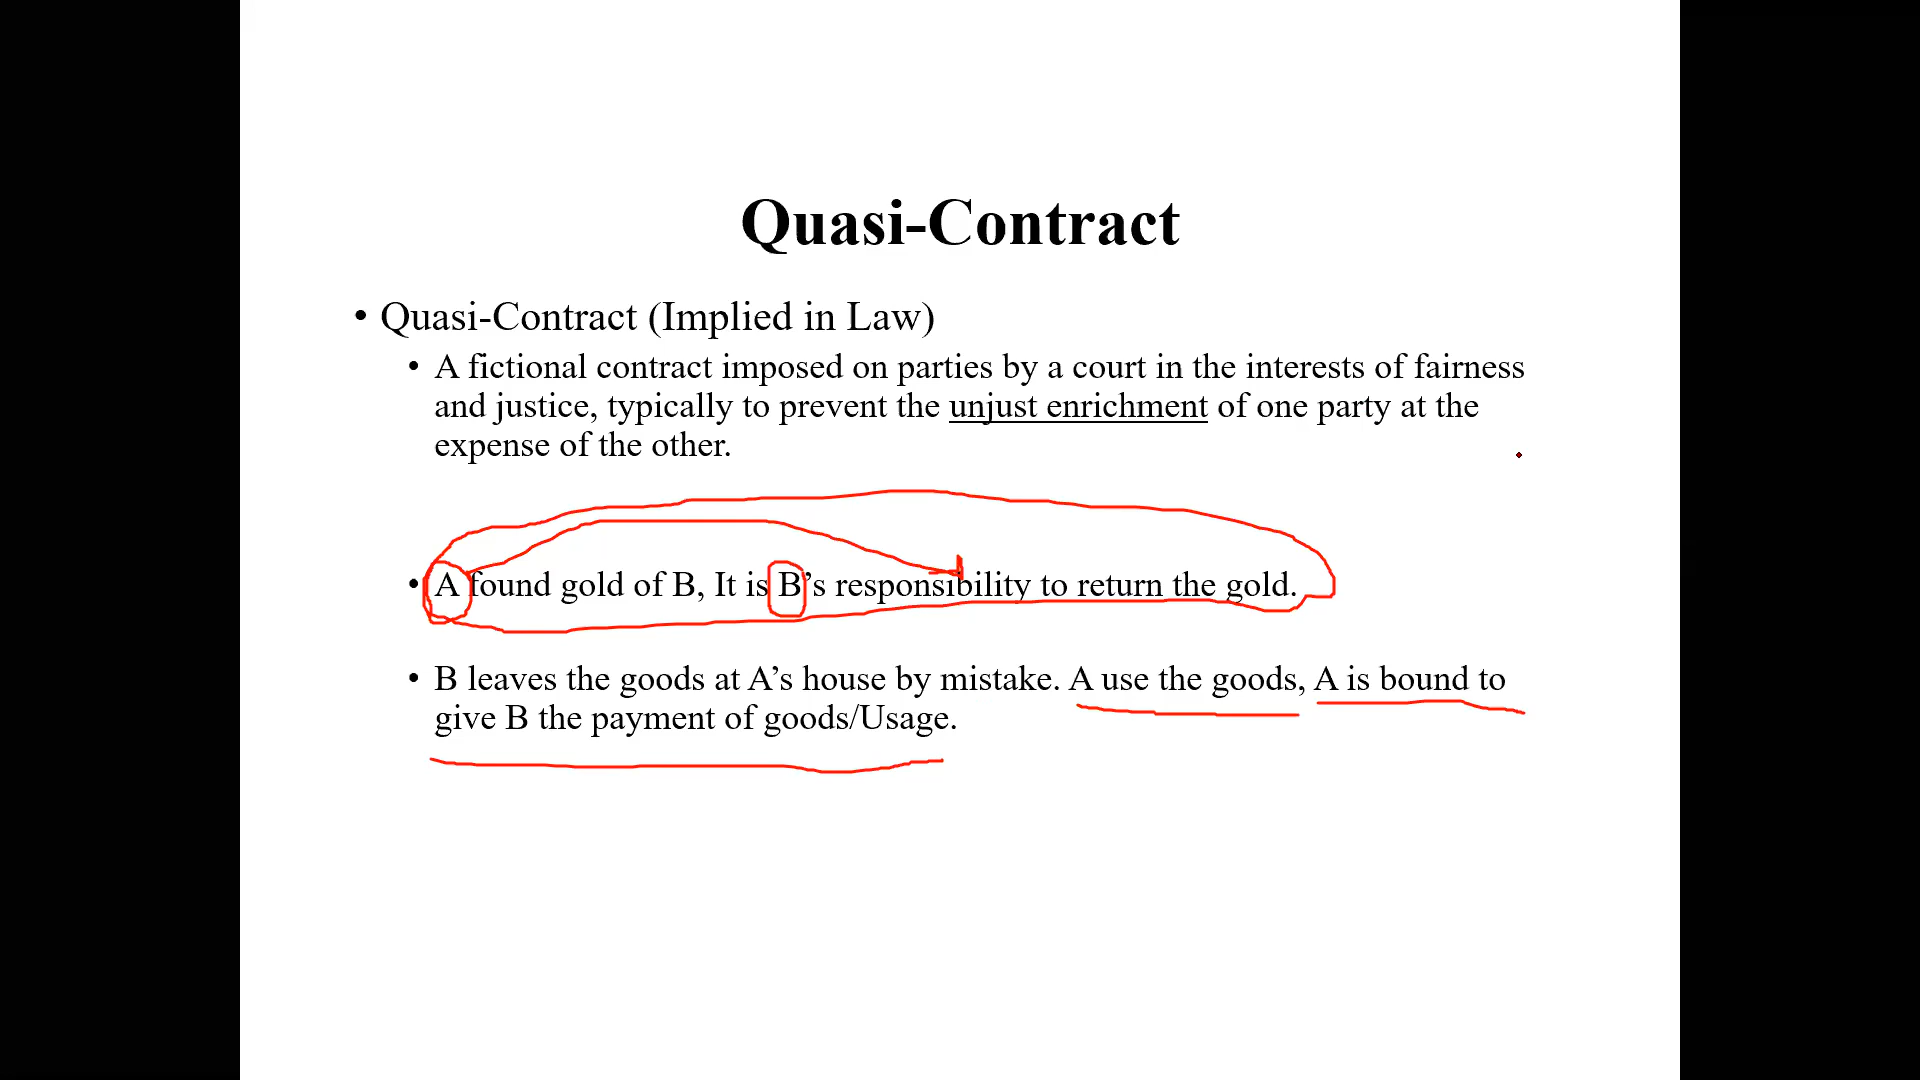 Quasi-Contract
• Quasi-Contract (Implied in Law)
• A fictional contract imposed on parties by a court in the interests of fairness
and justice, typically to prevent the unjust enrichment of one party at the
expense of the other.
• A found gold of B, It is B’s responsibility to return the gold.
• B leaves the goods at A’s house by mistake. A use the goods, A is bound to
give B the payment of goods/Usage.